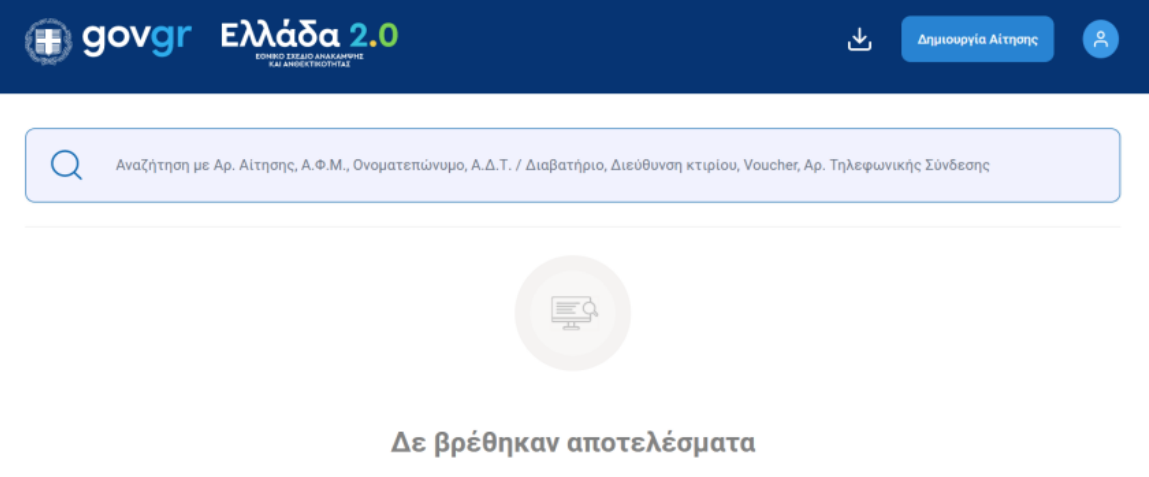 govgr
Ελλάδα 2.0
ΕΘΝΙΚΟ ΣΧΕΔΙΟ ΑΝΑΚΑΜΨΗΣ
ΚΑΙ ΑΝΘΕΚΤΙΚΟΤΗΤΑΣ
Δημιουργία Αίτησης
Αναζήτηση με Αρ. Αίτησης, Α.Φ.Μ., Ονοματεπώνυμο, Α.Δ.Τ. / Διαβατήριο, Διεύθυνση κτιρίου, Voucher, Αρ. Τηλεφωνικής Σύνδεσης
Δε βρέθηκαν αποτελέσματα